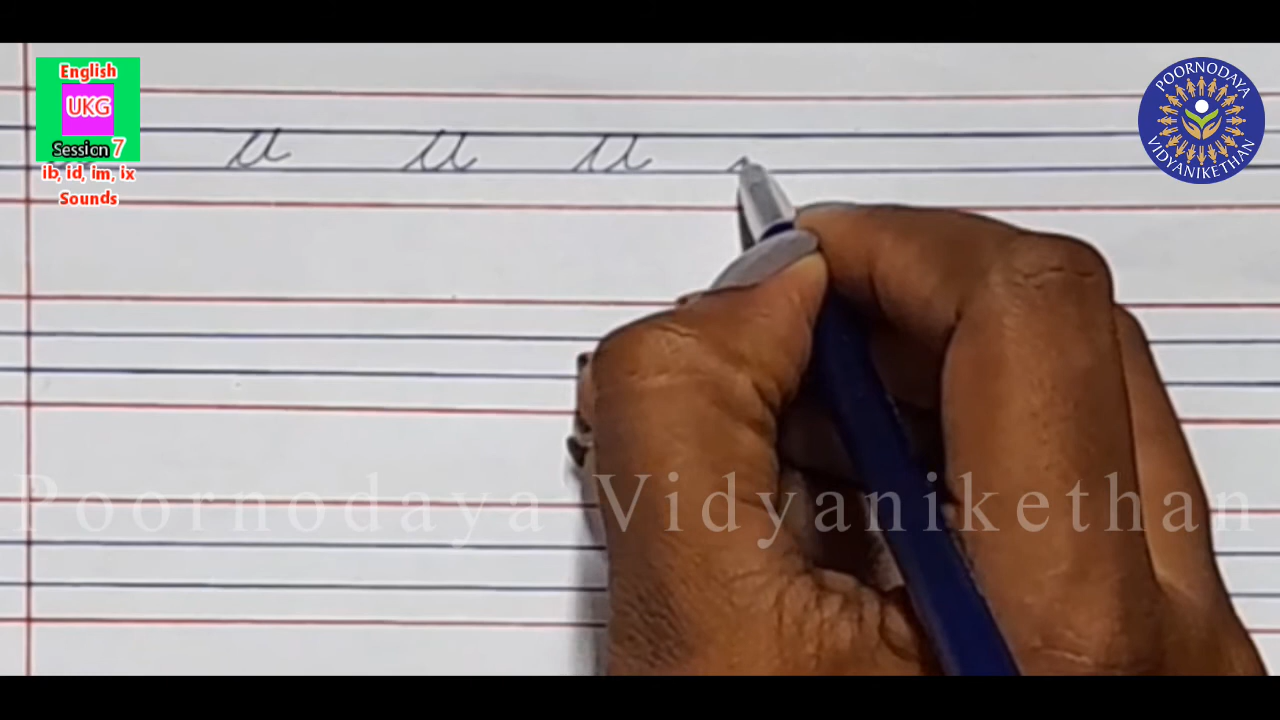 English
UKG
Session 7
ib, id, im, ix
Sounds
POORNODAYA
VIDYANIKETHAN
u u u
Poornodaya Vidyanikethan